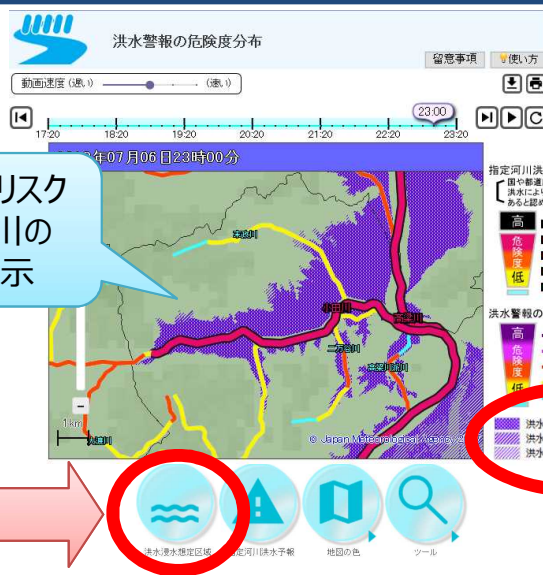 洪水警報の危険度分布
留意事項
使い方
動画速度 (遅い)
(速い)
23:00
17:20 18:20 19:20 20:20 21:20 22:20 23:20
年07月06日23時00分
リスク
川の
示
指定河川洪
国や都道
洪水によ
あると認め
高
危険度
低
洪水警報の
高
危険度
低
洪水
洪水
洪水
末政川
小田川
高梁川
二万谷川
1km
© Japan Meteorological Agency
洪水浸水想定区域
指定河川洪水予報
地図の色
ツール